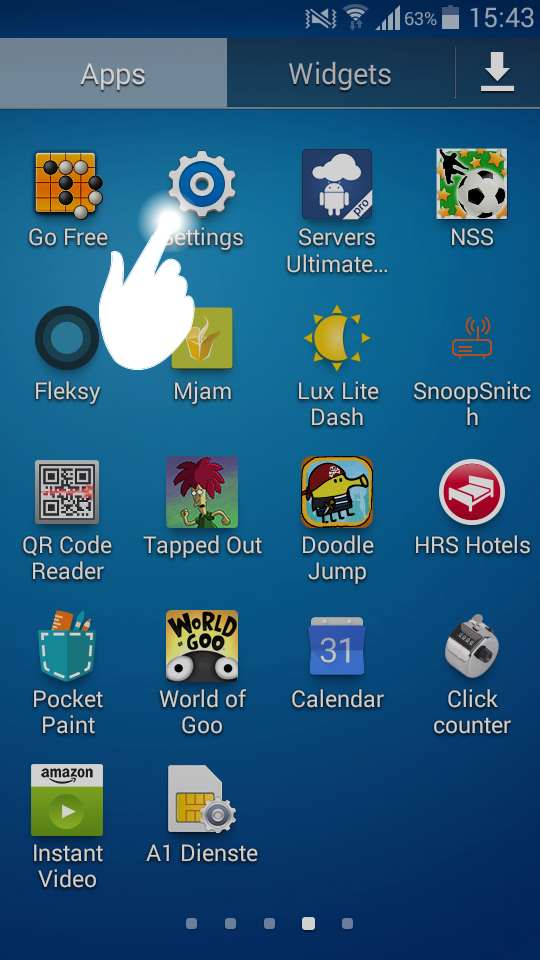 63% 15:43
Apps Widgets
Go Free Settings Servers NSS
Ultimate...
pro
Fleksy Mjam Lux Lite SnoopSnitc
Dash h
QR Code Tapped Out Doodle HRS Hotels
Reader Jump
WORLD
OF
GOO
31
Pocket World of Calendar Click
Paint Goo counter
amazon
Instant A1 Dienste
Video